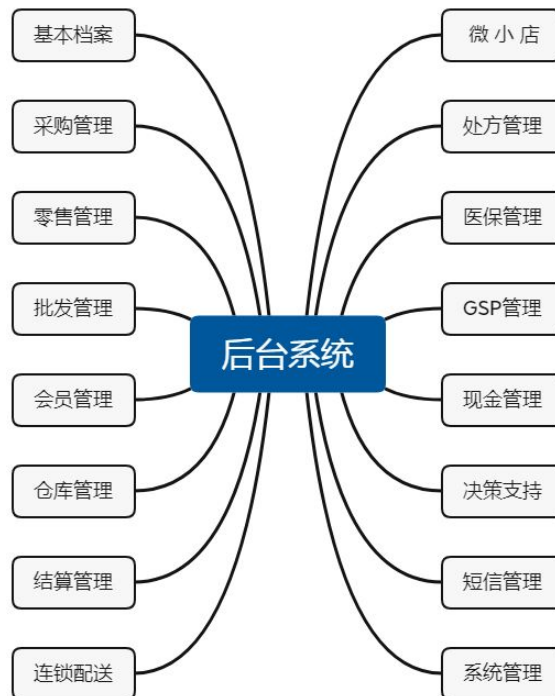 基本档案
采购管理
零售管理
批发管理
会员管理
仓库管理
结算管理
连锁配送
后台系统
微小店
处方管理
医保管理
GSP管理
现金管理
决策支持
短信管理
系统管理